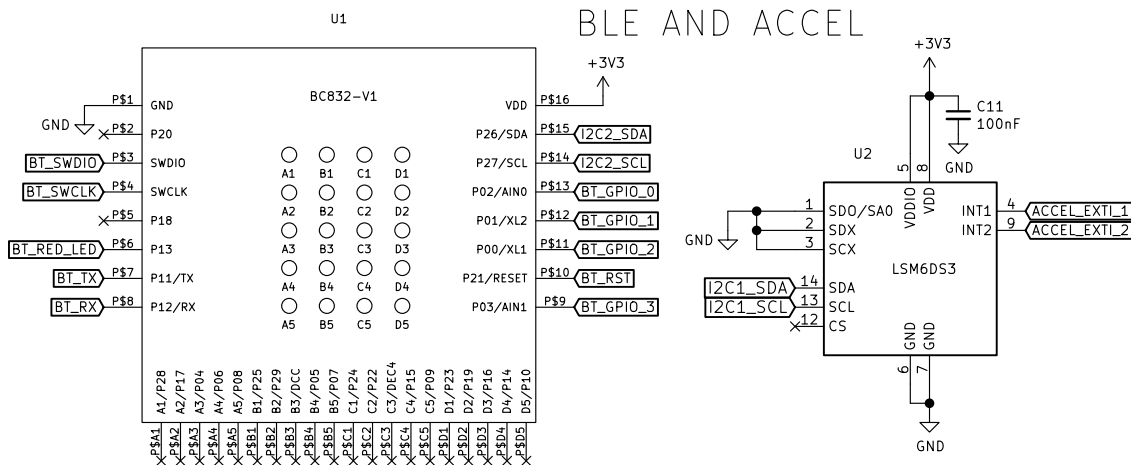 BLE AND ACCEL
U1
BC832-V1
+3V3
P$1 GND
VDD P$16
GND
P$2 P20
P26/SDA P$15 I2C2_SDA
BT_SWDIO P$3 SWDIO
P27/SCL P$14 I2C2_SCL
BT_SWCLK P$4 SWCLK
P02/AIN0 P$13 BT_GPIO_0
P$5 P18
P01/XL2 P$12 BT_GPIO_1
BT_RED_LED P$6 P13
P00/XL1 P$11 BT_GPIO_2
BT_TX P$7 P11/TX
P21/RESET P$10 BT_RST
BT_RX P$8 P12/RX
P03/AIN1 P$9 BT_GPIO_3
A1 B1 C1 D1
A2 B2 C2 D2
A3 B3 C3 D3
A4 B4 C4 D4
A5 B5 C5 D5
A1/P28
A2/P17
A3/P04
A4/P06
A5/P08
B1/P25
B2/P29
B3/DCC
B4/P05
B5/P07
C1/P24
C2/P22
C3/DEC4
C4/P15
C5/P09
D1/P23
D2/P19
D3/P16
D4/P14
D5/P10
P$A1
P$A2
P$A3
P$A4
P$A5
P$B1
P$B2
P$B3
P$B4
P$B5
P$C1
P$C2
P$C3
P$C4
P$C5
P$D1
P$D2
P$D3
P$D4
P$D5
+3V3
C11
100nF
GND
U2
5 VDDIO
8 VDD
1 SDO/SA0
2 SDX
3 SCX
GND
INT1 4 ACCEL_EXTI_1
INT2 9 ACCEL_EXTI_2
LSM6DS3
I2C1_SDA 14 SDA
I2C1_SCL 13 SCL
12 CS
GND 6
GND 7
GND